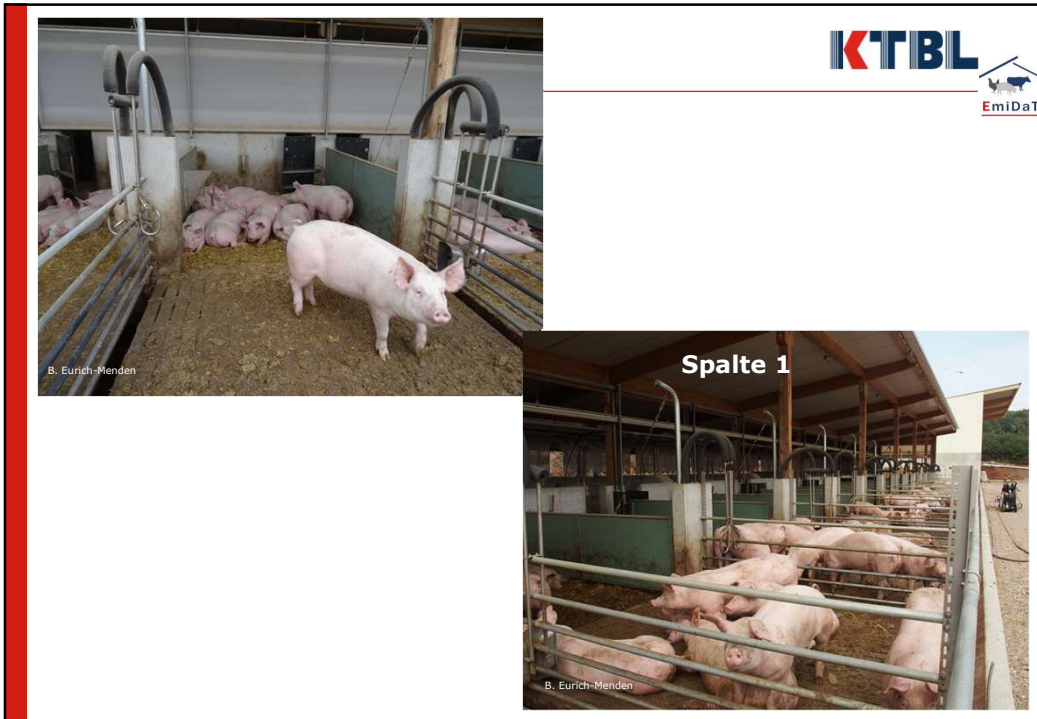 KTBL
EmiDaT
B. Eurich-Menden
Spalte 1
B. Eurich-Menden